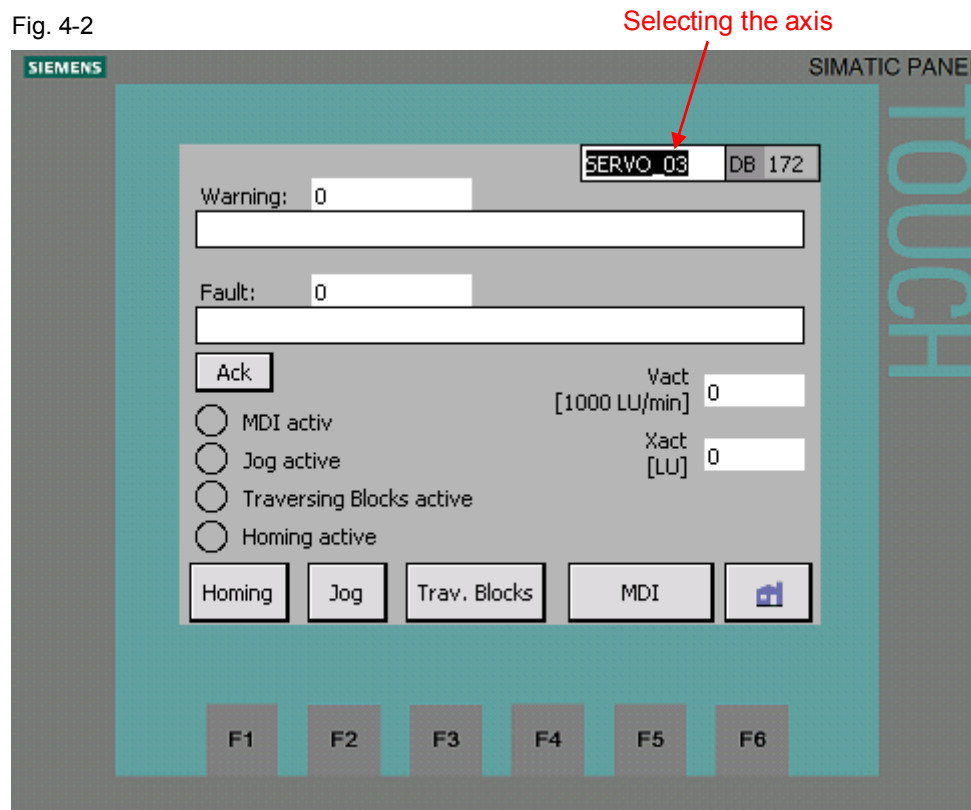 Fig. 4-2
Selecting the axis
SIEMENS
SIMATIC PANE
TOUCH
SERVO_03 DB 172
Warning: 0
Fault: 0
Ack
Vact
[1000 LU/min] 0
MDI activ
Xact
[LU] 0
Jog active
Traversing Blocks active
Homing active
Homing Jog Trav. Blocks MDI
F1 F2 F3 F4 F5 F6